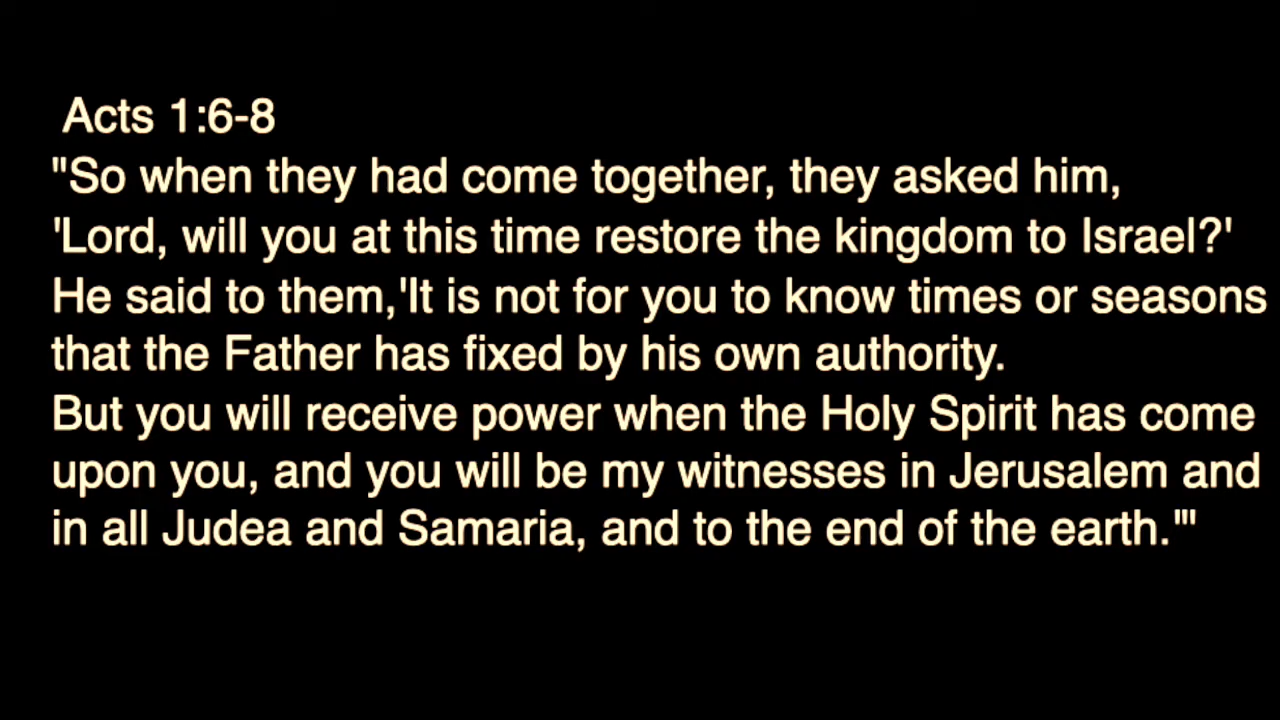 Acts 1:6-8
"So when they had come together, they asked him,
'Lord, will you at this time restore the kingdom to Israel?'
He said to them,'It is not for you to know times or seasons
that the Father has fixed by his own authority.
But you will receive power when the Holy Spirit has come
upon you, and you will be my witnesses in Jerusalem and
in all Judea and Samaria, and to the end of the earth.'"